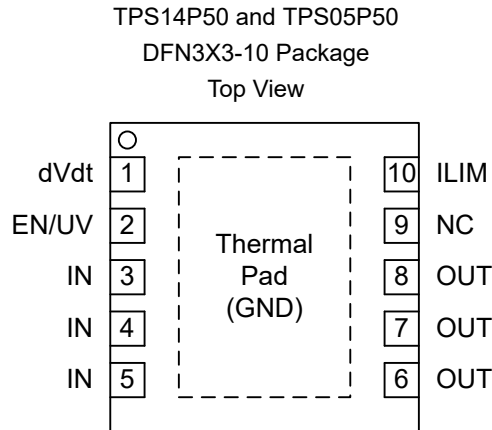 TPS14P50 and TPS05P50
DFN3X3-10 Package
Top View
dVdt 1 10 ILIM
EN/UV 2 9 NC
IN 3 8 OUT
IN 4 7 OUT
IN 5 6 OUT
Thermal
Pad
(GND)